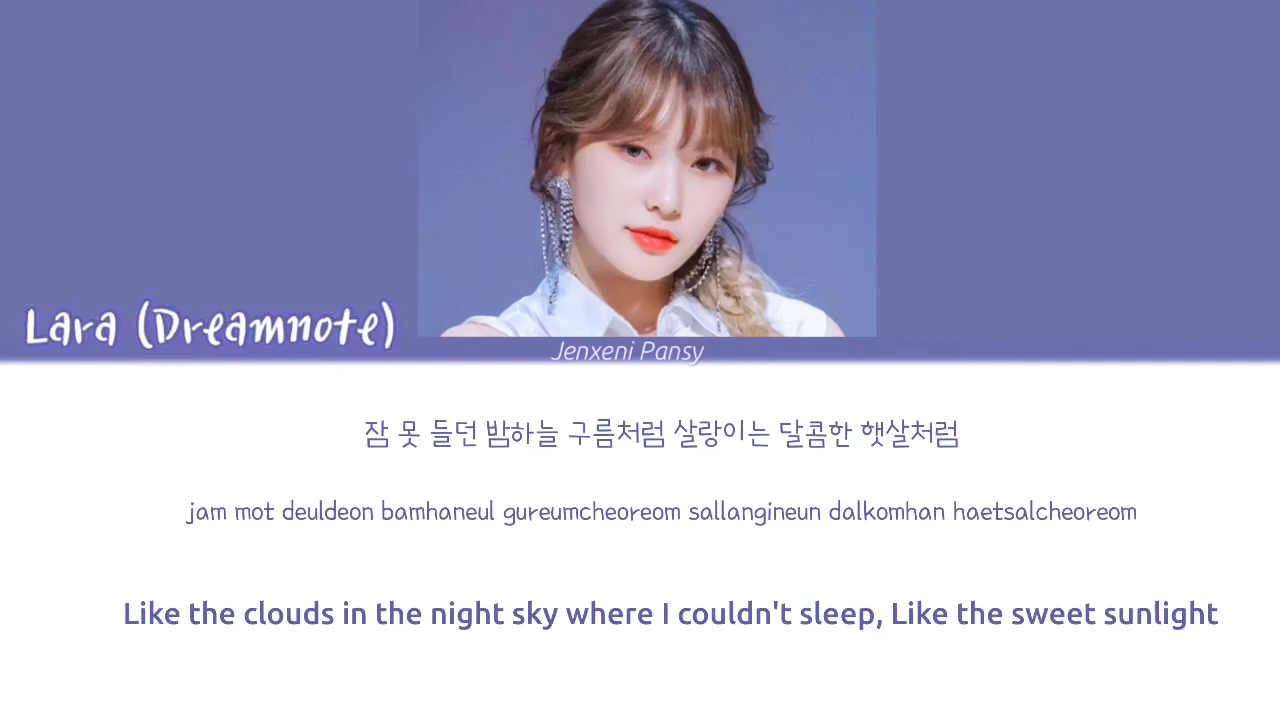 Lara (Dreamnote)
Jenxeni Pansy
잠 못 들던 밤하늘 구름처럼 살랑이는 달콤한 햇살처럼
jam mot deuldeon bamhaneul gureumcheoreom sallangineun dalkomhan haetsalcheoreom
Like the clouds in the night sky where I couldn't sleep, Like the sweet sunlight